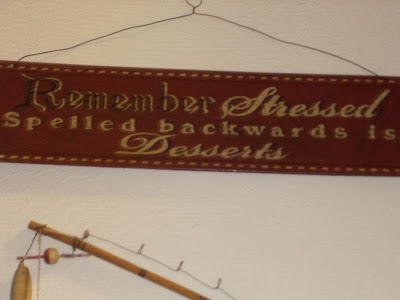 Remember Stressed
Spelled backwards is
Desserts